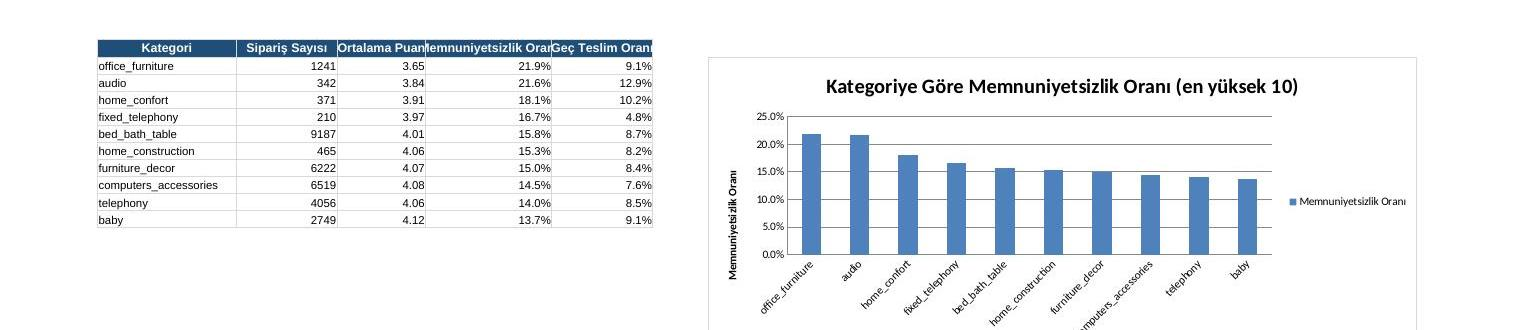 Kategori Sipariş Sayısı Ortalama Puan Memnuniyetsizlik Oran Geç Teslim Oranı
office_furniture 1241 3.65 21.9% 9.1%
audio 342 3.84 21.6% 12.9%
home_confort 371 3.91 18.1% 10.2%
fixed_telephony 210 3.97 16.7% 4.8%
bed_bath_table 9187 4.01 15.8% 8.7%
home_construction 465 4.06 15.3% 8.2%
furniture_decor 6222 4.07 15.0% 8.4%
computers_accessories 6519 4.08 14.5% 7.6%
telephony 4056 4.06 14.0% 8.5%
baby 2749 4.12 13.7% 9.1%
Kategoriye Göre Memnuniyetsizlik Oranı (en yüksek 10)
Memnuniyetsizlik Oranı
25.0%
20.0%
15.0%
10.0%
5.0%
0.0%
office_furniture
audio
home_confort
fixed_telephony
bed_bath_table
home_construction
furniture_decor
mputers_accessories
telephony
baby
Memnuniyetsizlik Oranı